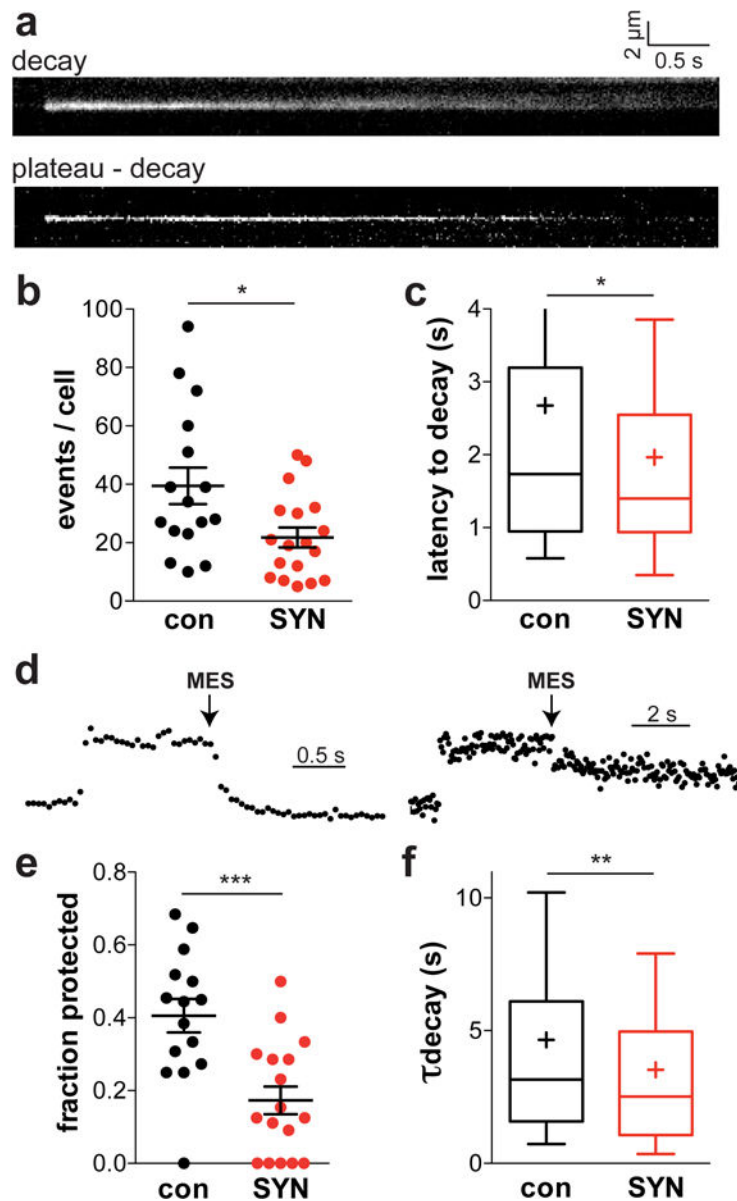 a
decay
2 μm
0.5 s
plateau - decay
b
*
events / cell
100
80
60
40
20
0
con
SYN
c
*
latency to decay (s)
4
3
2
1
0
con
SYN
d
MES
0.5 s
MES
2 s
e
***
fraction protected
0.8
0.6
0.4
0.2
0.0
con
SYN
f
**
τdecay (s)
10
5
0
con
SYN